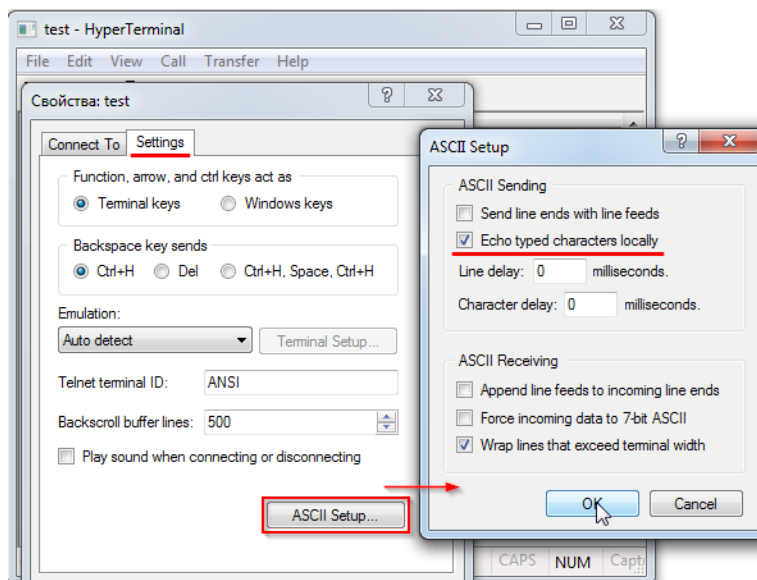 test - HyperTerminal
File Edit View Call Transfer Help
Свойства: test
Connect To Settings
Function, arrow, and ctrl keys act as
Terminal keys Windows keys
Backspace key sends
Ctrl+H Del Ctrl+H, Space, Ctrl+H
Emulation:
Auto detect Terminal Setup...
Telnet terminal ID: ANSI
Backscroll buffer lines: 500
Play sound when connecting or disconnecting
ASCII Setup...
ASCII Setup
ASCII Sending
Send line ends with line feeds
Echo typed characters locally
Line delay: 0 milliseconds.
Character delay: 0 milliseconds.
ASCII Receiving
Append line feeds to incoming line ends
Force incoming data to 7-bit ASCII
Wrap lines that exceed terminal width
OK Cancel
CAPS NUM Capt